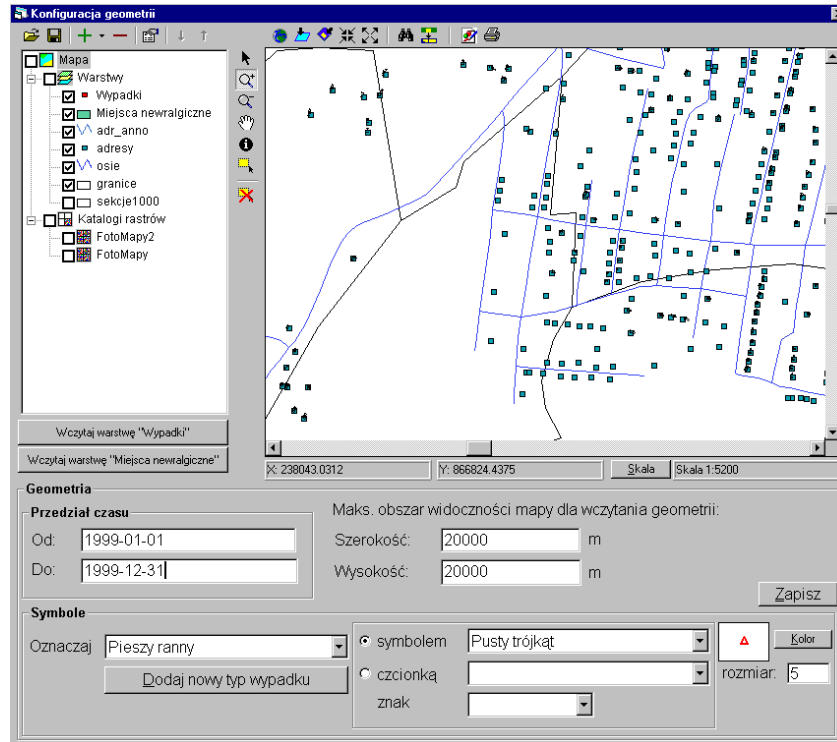 Konfiguracja geometrii
Mapa
Warstwy
Wypadki
Miejsca newralgiczne
adr_anno
adresy
osie
granice
sekcje1000
Katalogi rastrów
FotoMapy2
FotoMapy
Wczytaj warstwę "Wypadki"
Wczytaj warstwę "Miejsca newralgiczne"
X: 238043.0312
Y: 866824.4375
Skala
Skala 1:5200
Geometria
Przedział czasu
Od: 1999-01-01
Do: 1999-12-31
Maks. obszar widoczności mapy dla wczytania geometrii:
Szerokość: 20000 m
Wysokość: 20000 m
Zapisz
Symbole
Oznaczaj Pieszy ranny
Dodaj nowy typ wypadku
symbolem Pusty trójkąt
czcionką
znak
Kolor
rozmiar: 5